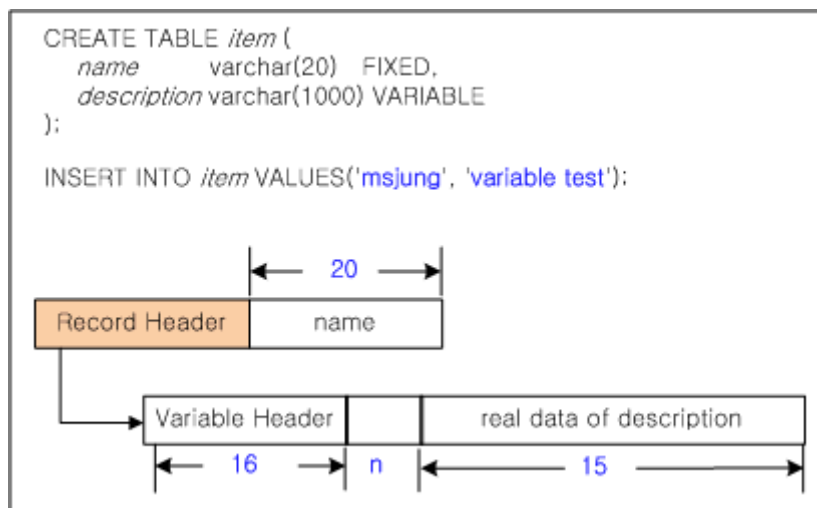 CREATE TABLE item (
name varchar(20) FIXED,
description varchar(1000) VARIABLE
);
INSERT INTO item VALUES('msjung', 'variable test');
20
Record Header name
Variable Header real data of description
16 n 15